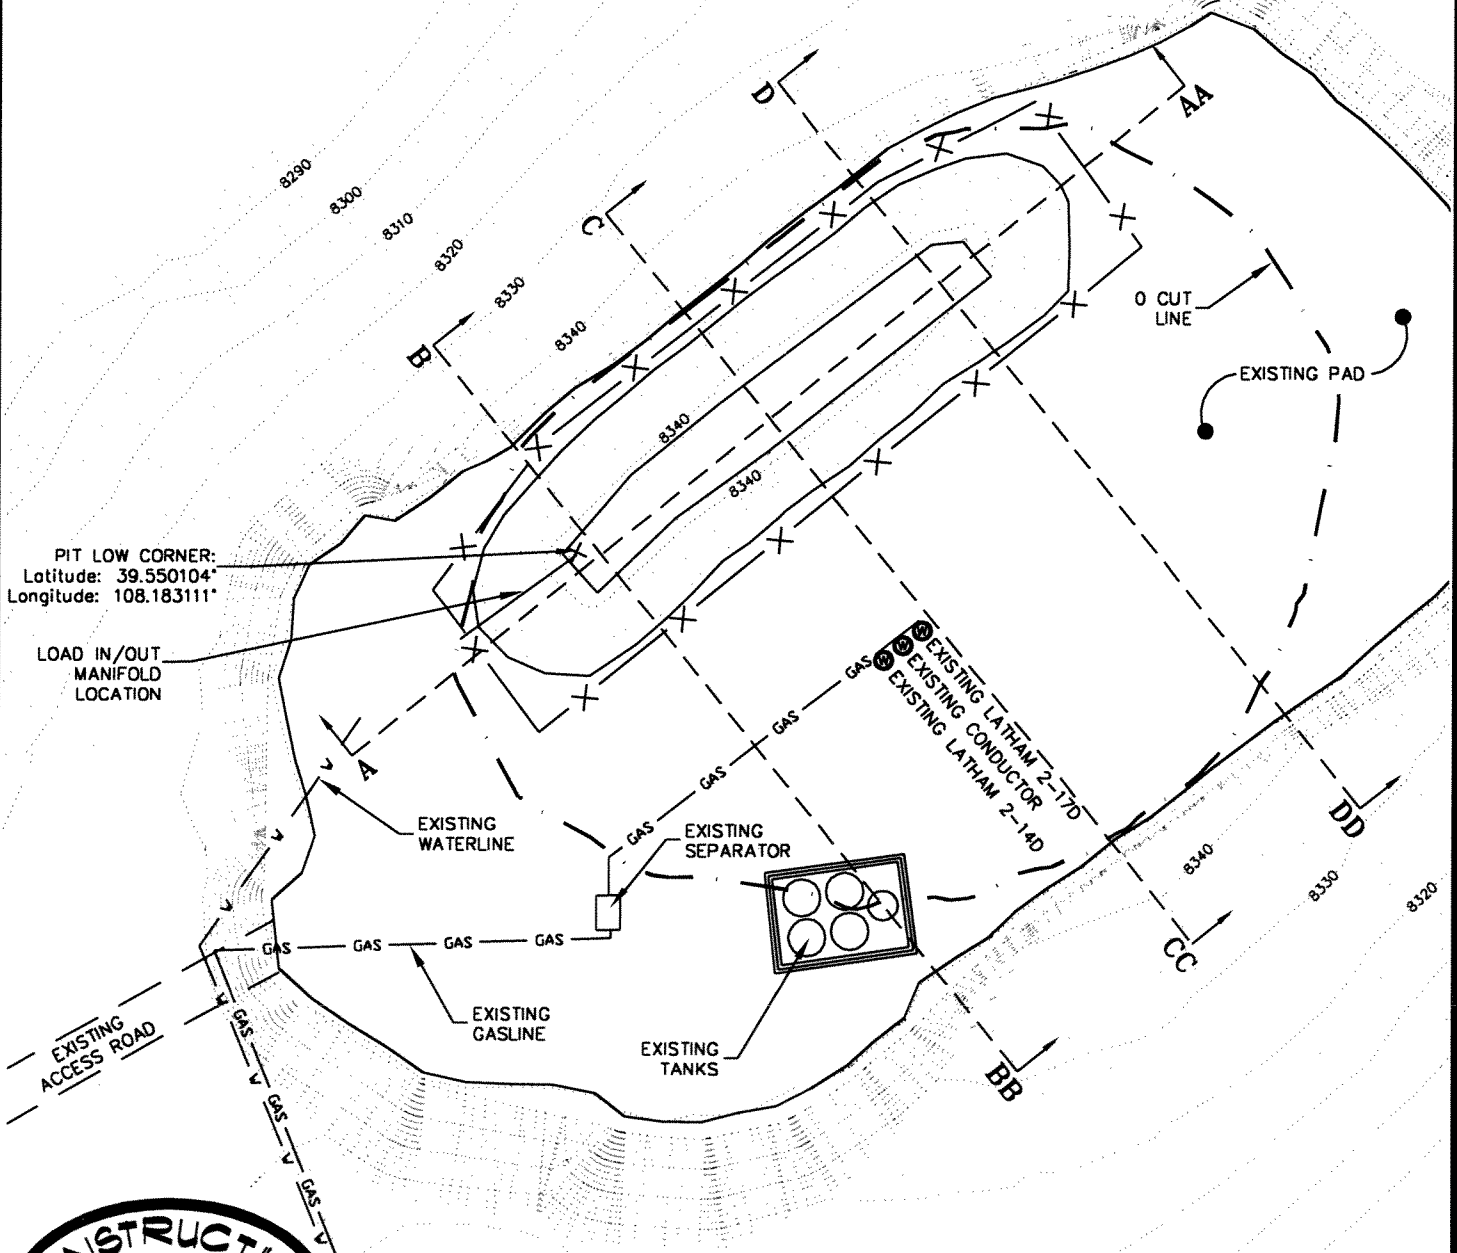 D
AA
8290
8300
8310
8320
8330
8340
C
B
0 CUT
LINE
EXISTING PAD
8340
8340
PIT LOW CORNER:
Latitude: 39.550104°
Longitude: 108.183111°
LOAD IN/OUT
MANIFOLD
LOCATION
A
W
W
W
EXISTING LATHAM 2-17D
EXISTING CONDUCTOR
EXISTING LATHAM 2-14D
GAS
GAS
GAS
GAS
EXISTING
WATERLINE
EXISTING
SEPARATOR
DD
8340
8330
8320
CC
BB
W
W
W
GAS
GAS
GAS
GAS
EXISTING
GASLINE
EXISTING
TANKS
EXISTING
ACCESS ROAD
W
GAS
W
GAS
W
GAS
W